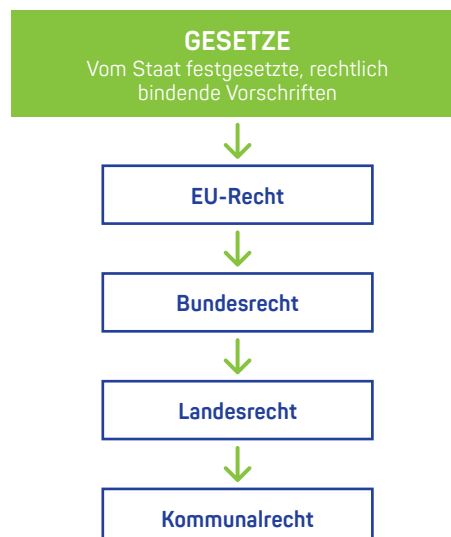 GESETZE
Vom Staat festgesetzte, rechtlich
bindende Vorschriften
EU-Recht
Bundesrecht
Landesrecht
Kommunalrecht